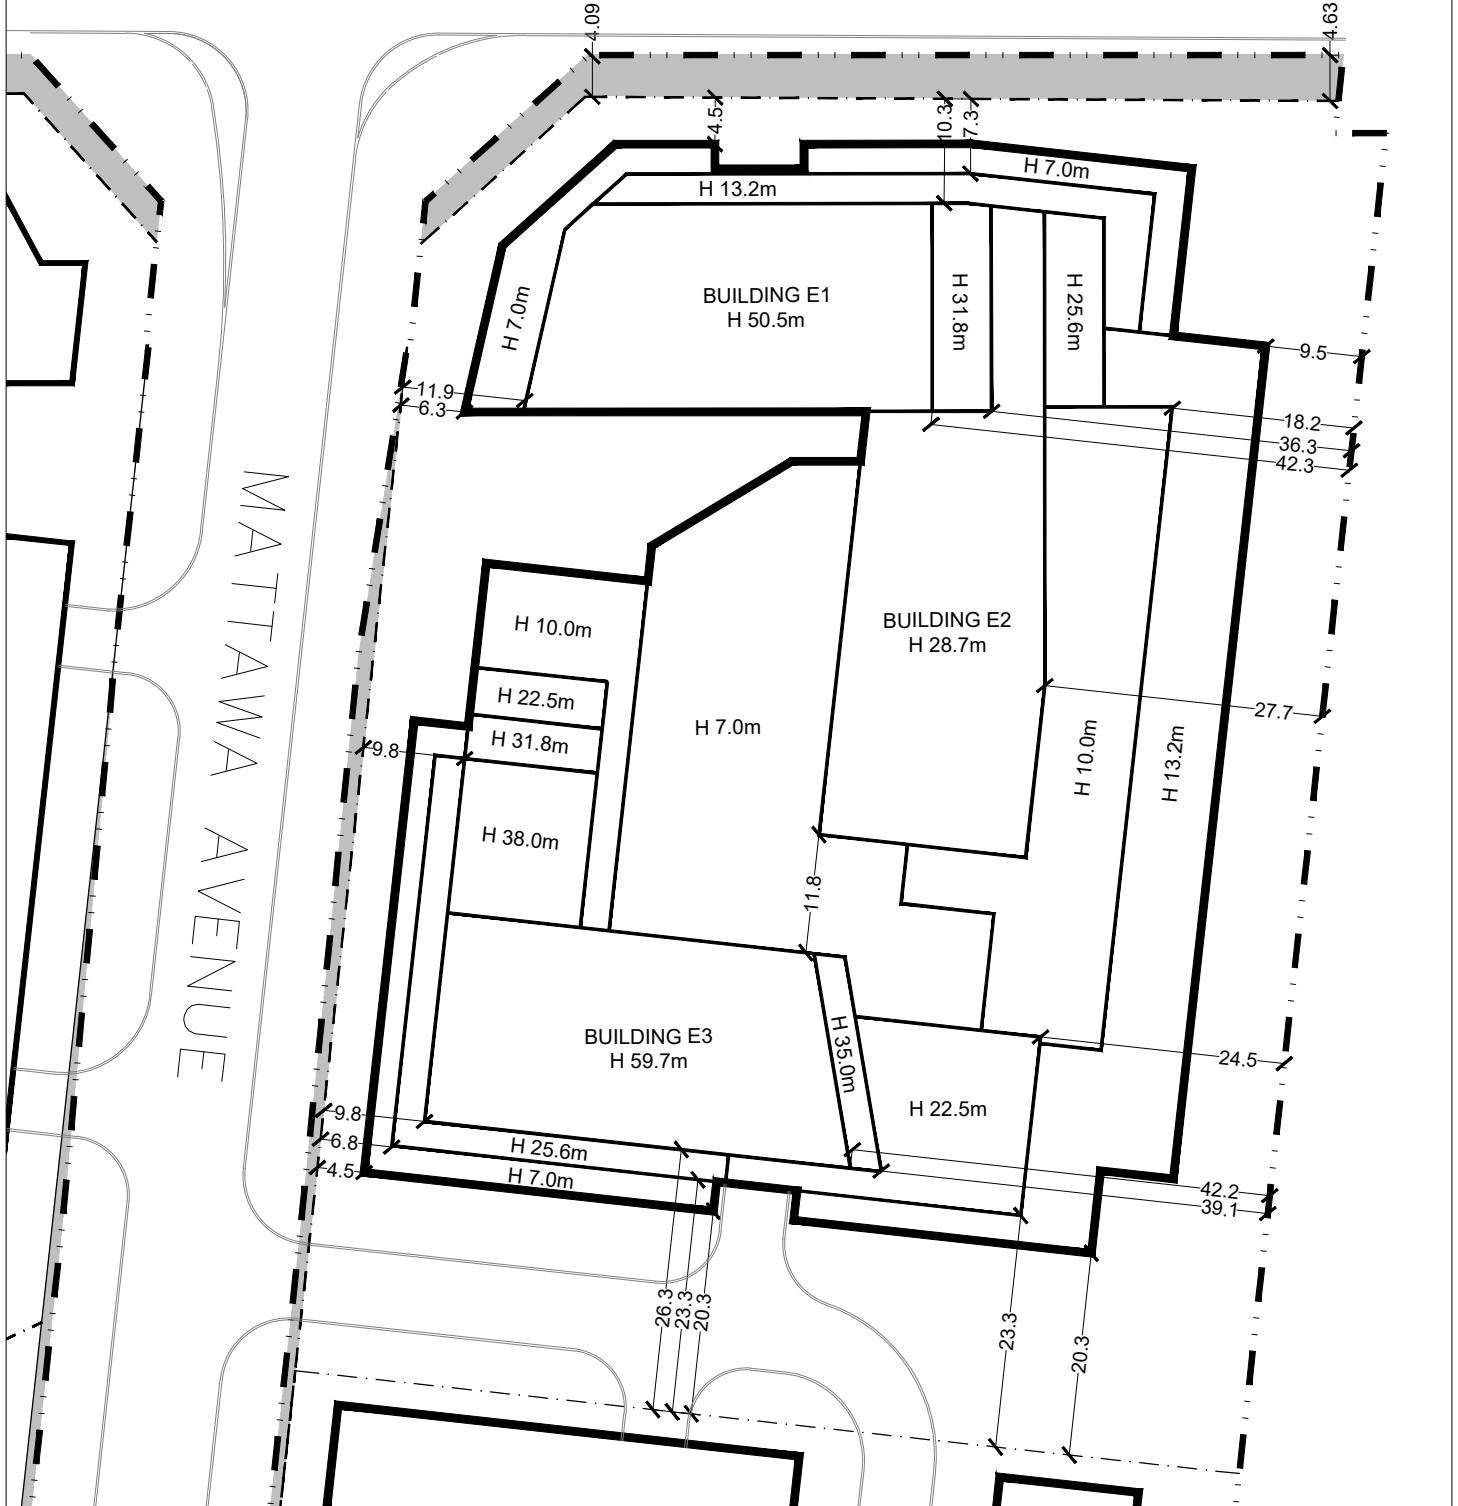 4.09
4.63
4.5
10.3
7.3
H 7.0m
H 13.2m
BUILDING E1
H 50.5m
H 7.0m
H 31.8m
H 25.6m
9.5
11.9
6.3
18.2
36.3
42.3
MATTAWA AVENUE
H 10.0m
BUILDING E2
H 28.7m
H 22.5m
H 31.8m
H 7.0m
27.7
9.8
H 10.0m
H 13.2m
H 38.0m
11.8
BUILDING E3
H 59.7m
H 35.0m
24.5
H 22.5m
9.8
6.8
4.5
H 25.6m
H 7.0m
42.2
39.1
26.3
23.3
20.3
23.3
20.3